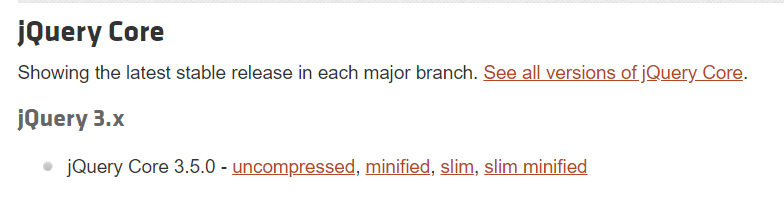 jQuery Core
Showing the latest stable release in each major branch. See all versions of jQuery Core.
jQuery 3.x
jQuery Core 3.5.0 - uncompressed, minified, slim, slim minified